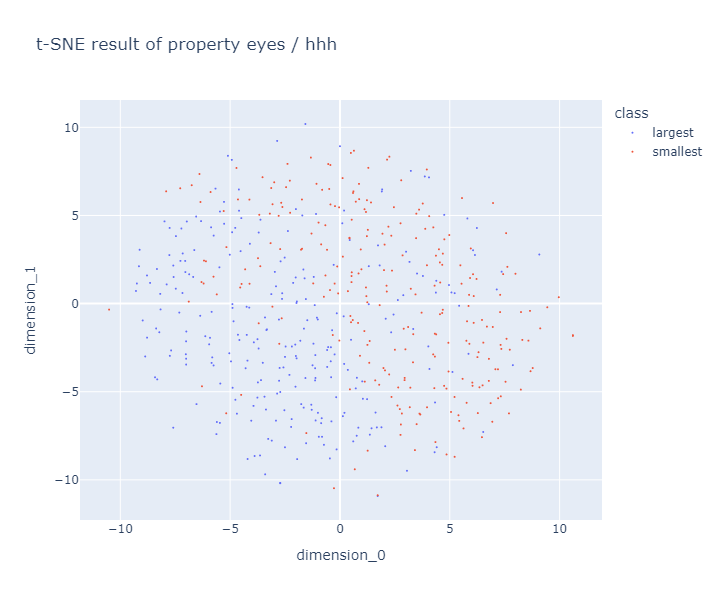 t-SNE result of property eyes / hhh
class
largest
smallest
10
5
0
−5
−10
dimension_1
−10
−5
0
5
10
dimension_0